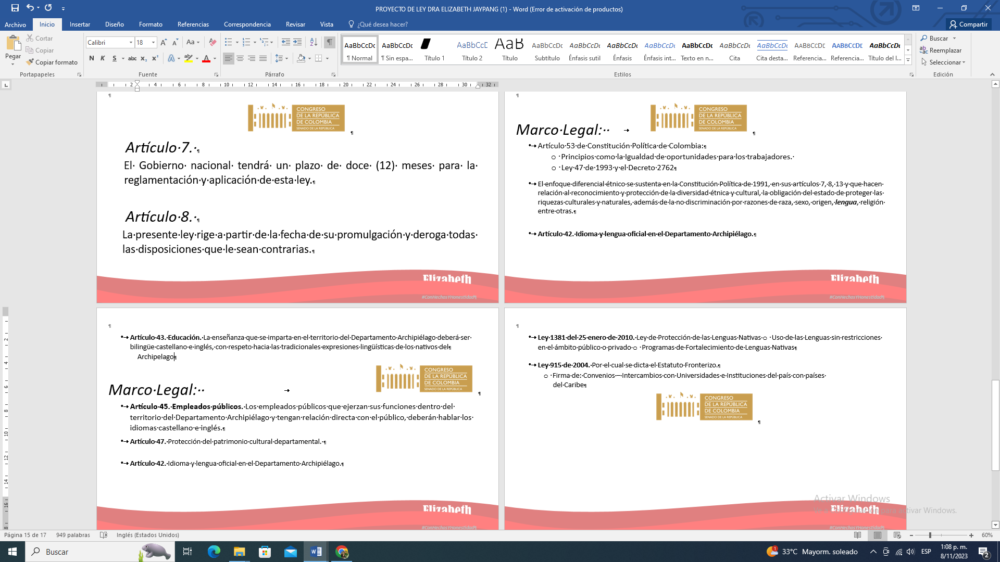 PROYECTO DE LEY DRA ELIZABETH JAYPANG (1) - Word (Error de activación de productos)
Archivo Inicio Insertar Diseño Formato Referencias Correspondencia Revisar Vista ¿Qué desea hacer? Compartir
Pegar
Cortar
Copiar
Copiar formato
Portapapeles
Calibri 18
N K S abc x₂ x²
Fuente
Párrafo
AaBbCcDc AaBbCcDc AaBbCcD AaB AaBbCcDc AaBbCcDc AaBbCcDc AaBbCcDc AaBbCcDc AaBbCcDc AaBbCcDc AABBCCDE AABBCCDE AaBbCcDc
¶ Normal ¶ Sin espa... Título 1 Título 2 Título Subtítulo Énfasis sutil Énfasis Énfasis int... Texto en n... Cita Cita desta... Referencia... Referencia... Título del l...
Estilos
Buscar
Reemplazar
Seleccionar
Edición
2 4 6 8 10 12 14 16 18 20 22 24 26 28 30 32
CONGRESO
DE LA REPÚBLICA
DE COLOMBIA
SENADO DE LA REPÚBLICA
Artículo 7.
El Gobierno nacional tendrá un plazo de doce (12) meses para la
reglamentación y aplicación de esta ley.
Artículo 8.
La presente ley rige a partir de la fecha de su promulgación y deroga todas
las disposiciones que le sean contrarias.
Elizabeth
#ConHechosYHonestidad
CONGRESO
DE LA REPÚBLICA
DE COLOMBIA
SENADO DE LA REPÚBLICA
Marco Legal:
Artículo 53 de Constitución Política de Colombia:
o Principios como la Igualdad de oportunidades para los trabajadores.
o Ley 47 de 1993 y el Decreto 2762
El enfoque diferencial étnico se sustenta en la Constitución Política de 1991, en sus artículos 7, 8, 13 y que hacen
relación al reconocimiento y protección de la diversidad étnica y cultural, la obligación del estado de proteger las
riquezas culturales y naturales, además de la no discriminación por razones de raza, sexo, origen, lengua, religión
entre otras.
Artículo 42. Idioma y lengua oficial en el Departamento Archipiélago.
Elizabeth
#ConHechosYHonestidad
Artículo 43. Educación. La enseñanza que se imparta en el territorio del Departamento Archipiélago deberá ser
bilingüe castellano e inglés, con respeto hacia las tradicionales expresiones lingüísticas de los nativos del
Archipelago
CONGRESO
DE LA REPÚBLICA
DE COLOMBIA
SENADO DE LA REPÚBLICA
Marco Legal:
Artículo 45. Empleados públicos. Los empleados públicos que ejerzan sus funciones dentro del
territorio del Departamento Archipiélago y tengan relación directa con el público, deberán hablar los
idiomas castellano e inglés.
Artículo 47. Protección del patrimonio cultural departamental.
Artículo 42. Idioma y lengua oficial en el Departamento Archipiélago.
Elizabeth
#ConHechosYHonestidad
Ley 1381 del 25 enero de 2010. Ley de Protección de las Lenguas Nativas o Uso de las Lenguas sin restricciones
en el ámbito público o privado o Programas de Fortalecimiento de Lenguas Nativas
Ley 915 de 2004. Por el cual se dicta el Estatuto Fronterizo.
o Firma de: Convenios – Intercambios con Universidades e Instituciones del país con países
del Caribe
CONGRESO
DE LA REPÚBLICA
DE COLOMBIA
SENADO DE LA REPÚBLICA
Elizabeth
#ConHechosYHonestidad
Activar Windows
activar Windows.
Página 15 de 17 949 palabras Inglés (Estados Unidos) 60%
Buscar
33°C Mayorm. soleado ESP
1:08 p. m.
8/11/2023